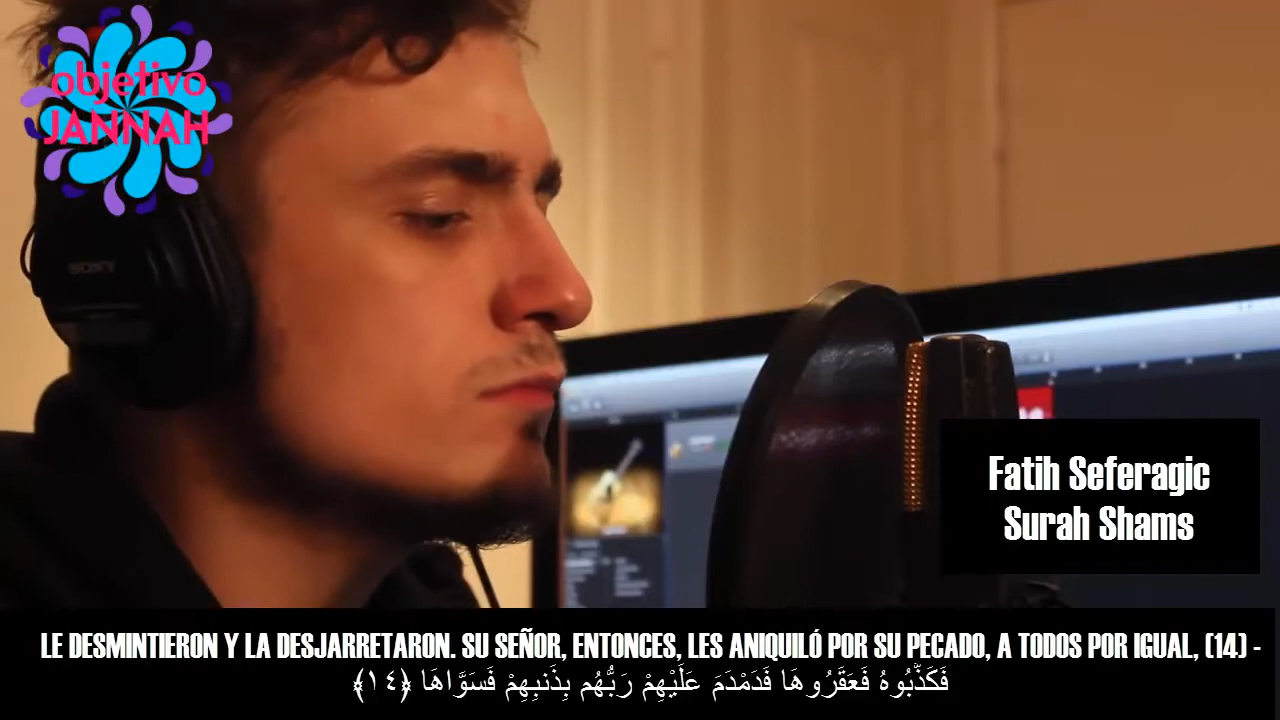 objetivo
JANNAH
SONY
Fatih Seferagic
Surah Shams
LE DESMINTIERON Y LA DESJARRETARON. SU SEÑOR, ENTONCES, LES ANIQUILÓ POR SU PECADO, A TODOS POR IGUAL, (14) -
فَكَذَّبُوهُ فَعَقَرُوهَا فَدَمْدَمَ عَلَيْهِمْ رَبُّهُم بِذَنبِهِمْ فَسَوَّاهَا ﴿١٤﴾